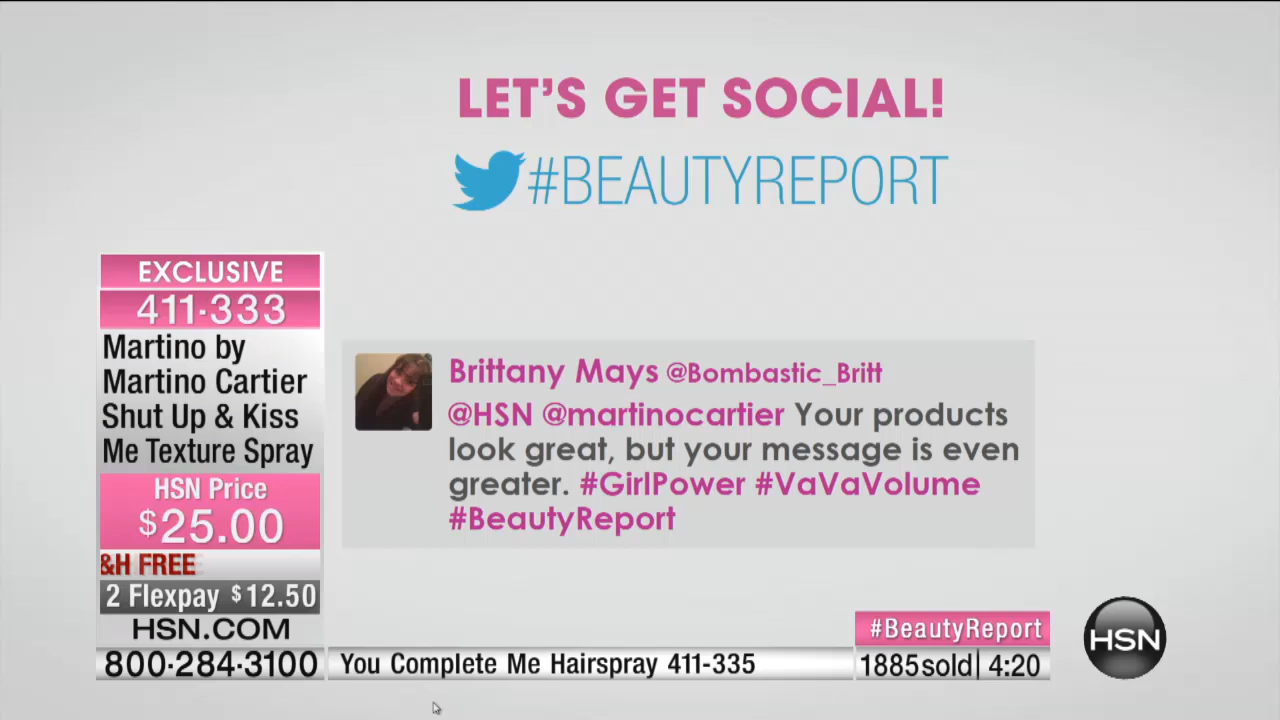 LET'S GET SOCIAL!
#BEAUTYREPORT
EXCLUSIVE
411-333
Martino by
Martino Cartier
Shut Up & Kiss
Me Texture Spray
HSN Price
$25.00
&H FREE
2 Flexpay $12.50
HSN.COM
800-284-3100
Brittany Mays @Bombastic_Britt
@HSN @martinocartier Your products
look great, but your message is even
greater. #GirlPower #VaVaVolume
#BeautyReport
You Complete Me Hairspray 411-335
#BeautyReport
1885 sold | 4:20
HSN